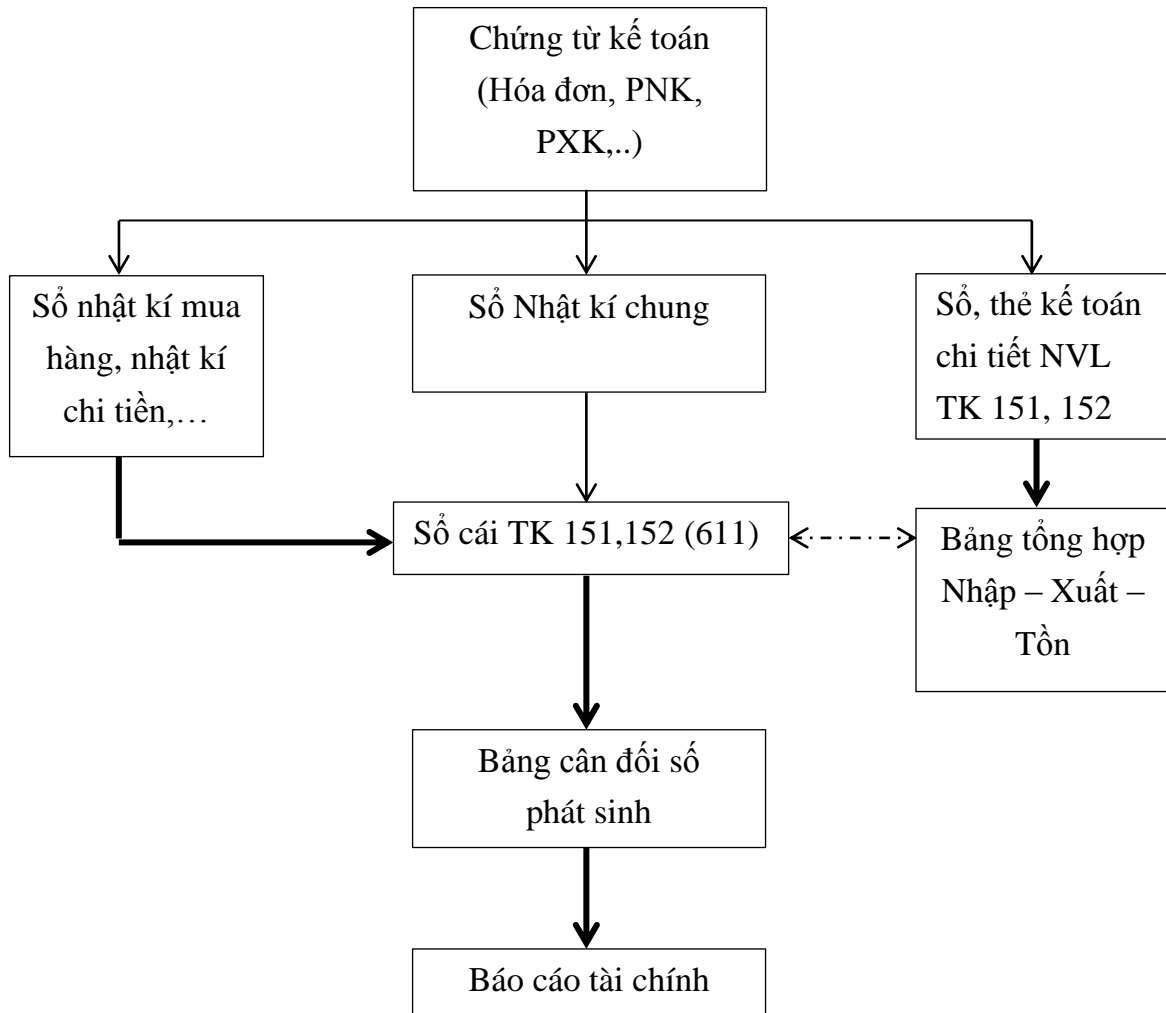 Chứng từ kế toán
(Hóa đơn, PNK,
PXK,..)
Sổ nhật kí mua
hàng, nhật kí
chi tiền,…
Sổ Nhật kí chung
Sổ, thẻ kế toán
chi tiết NVL
TK 151, 152
Sổ cái TK 151,152 (611)
Bảng tổng hợp
Nhập – Xuất –
Tồn
Bảng cân đối số
phát sinh
Báo cáo tài chính